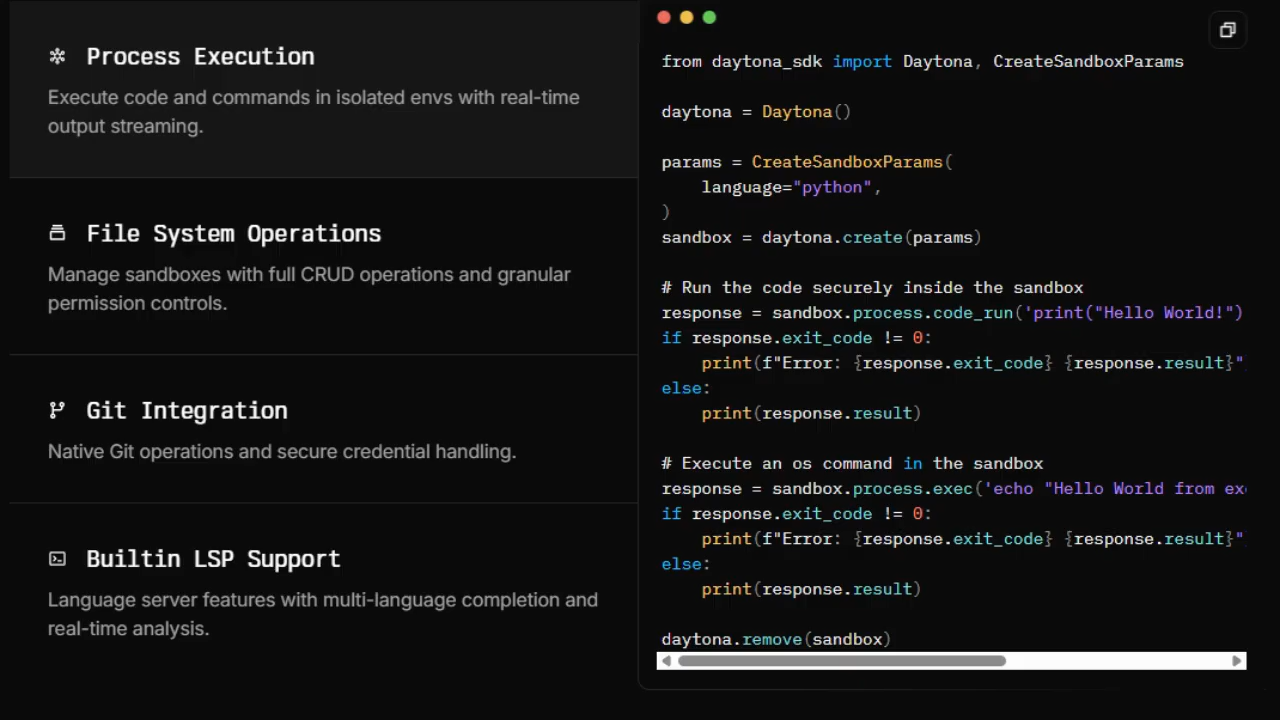 Process Execution
Execute code and commands in isolated envs with real-time
output streaming.
File System Operations
Manage sandboxes with full CRUD operations and granular
permission controls.
Git Integration
Native Git operations and secure credential handling.
Builtin LSP Support
Language server features with multi-language completion and
real-time analysis.
from daytona_sdk import Daytona, CreateSandboxParams
daytona = Daytona()
params = CreateSandboxParams(
    language="python",
)
sandbox = daytona.create(params)
# Run the code securely inside the sandbox
response = sandbox.process.code_run('print("Hello World!")
if response.exit_code != 0:
    print(f"Error: {response.exit_code} {response.result}"
else:
    print(response.result)
# Execute an os command in the sandbox
response = sandbox.process.exec('echo "Hello World from
if response.exit_code != 0:
    print(f"Error: {response.exit_code} {response.result}"
else:
    print(response.result)
daytona.remove(sandbox)